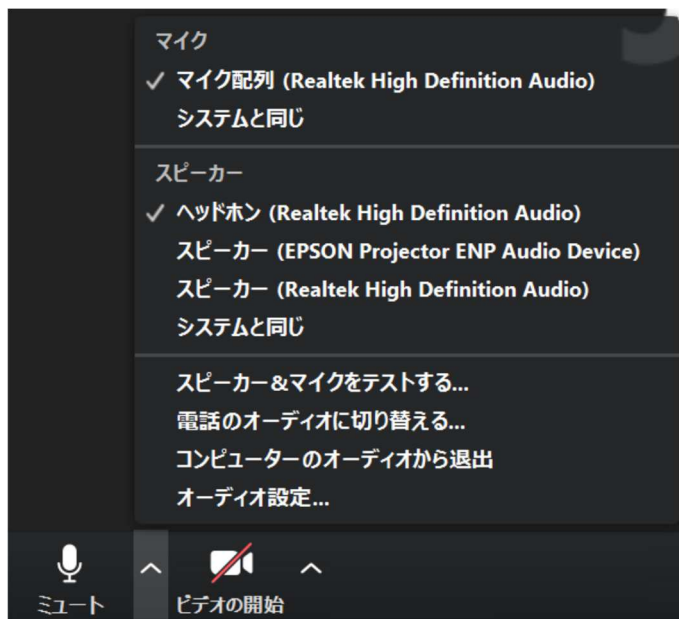 マイク
マイク配列 (Realtek High Definition Audio)
システムと同じ
スピーカー
ヘッドホン (Realtek High Definition Audio)
スピーカー (EPSON Projector ENP Audio Device)
スピーカー (Realtek High Definition Audio)
システムと同じ
スピーカー&マイクをテストする...
電話のオーディオに切り替える...
コンピューターのオーディオから退出
オーディオ設定...
ミュート
ビデオの開始